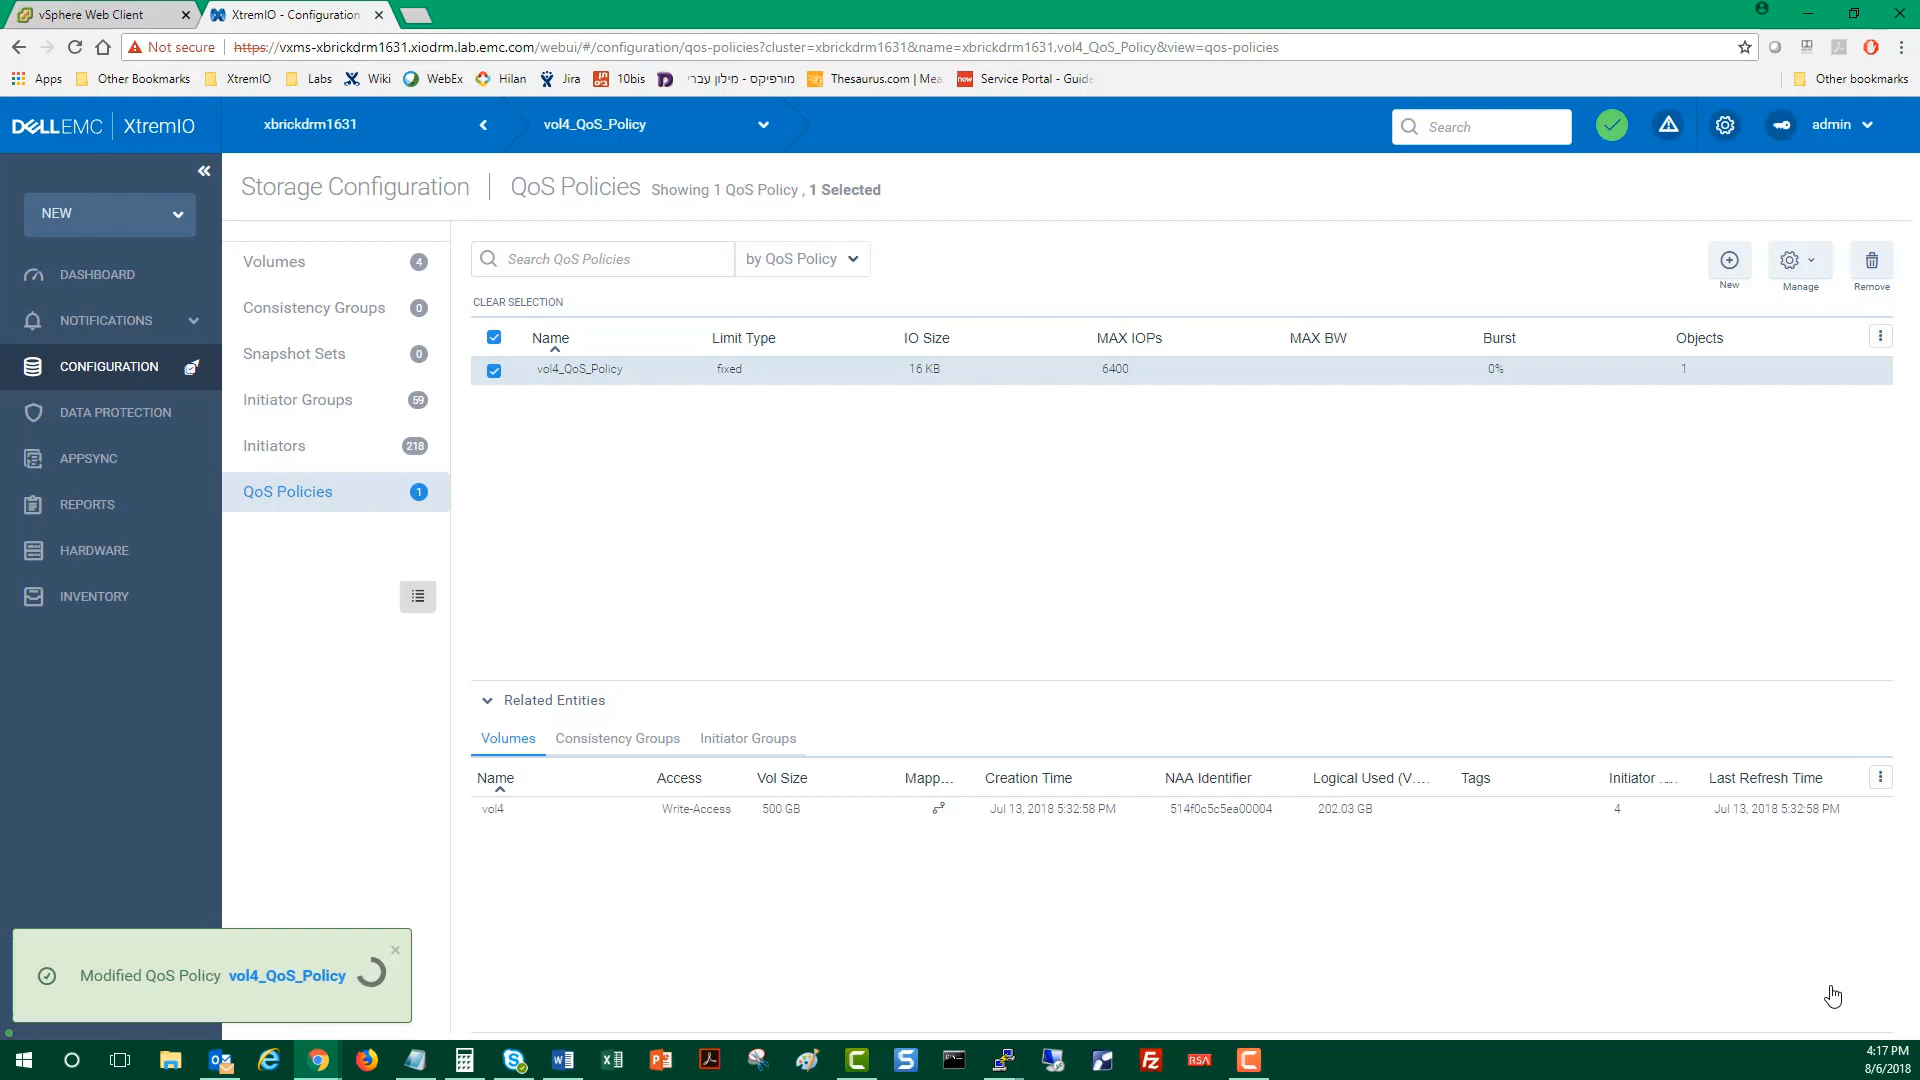 vSphere Web Client
XtremIO - Configuration
Not secure https://vxms-xbrickdrm1631.xiodrm.lab.emc.com/webui/#/configuration/qos-policies?cluster=xbrickdrm1631&name=xbrickdrm1631,vol4_QoS_Policy&view=qos-policies
Apps Other Bookmarks XtremIO Labs Wiki WebEx Hilan Jira 10bis מורפיקס - מילון עברי Thesaurus.com | Mea Service Portal - Guide Other bookmarks
DELLEMC XtremIO xbrickdrm1631 vol4_QoS_Policy Search admin
Storage Configuration QoS Policies Showing 1 QoS Policy , 1 Selected
NEW
DASHBOARD
NOTIFICATIONS
CONFIGURATION
DATA PROTECTION
APPSYNC
REPORTS
HARDWARE
INVENTORY
Volumes 4
Consistency Groups 0
Snapshot Sets 0
Initiator Groups 59
Initiators 218
QoS Policies 1
Search QoS Policies by QoS Policy
New Manage Remove
CLEAR SELECTION
Name Limit Type IO Size MAX IOPs MAX BW Burst Objects
vol4_QoS_Policy fixed 16 KB 6400 0% 1
Related Entities
Volumes Consistency Groups Initiator Groups
Name Access Vol Size Mapp... Creation Time NAA Identifier Logical Used (V.... Tags Initiator .... Last Refresh Time
vol4 Write-Access 500 GB Jul 13, 2018 5:32:58 PM 514f0c5c5ea00004 202.03 GB 4 Jul 13, 2018 5:32:58 PM
Modified QoS Policy vol4_QoS_Policy
RSA
4:17 PM
8/6/2018